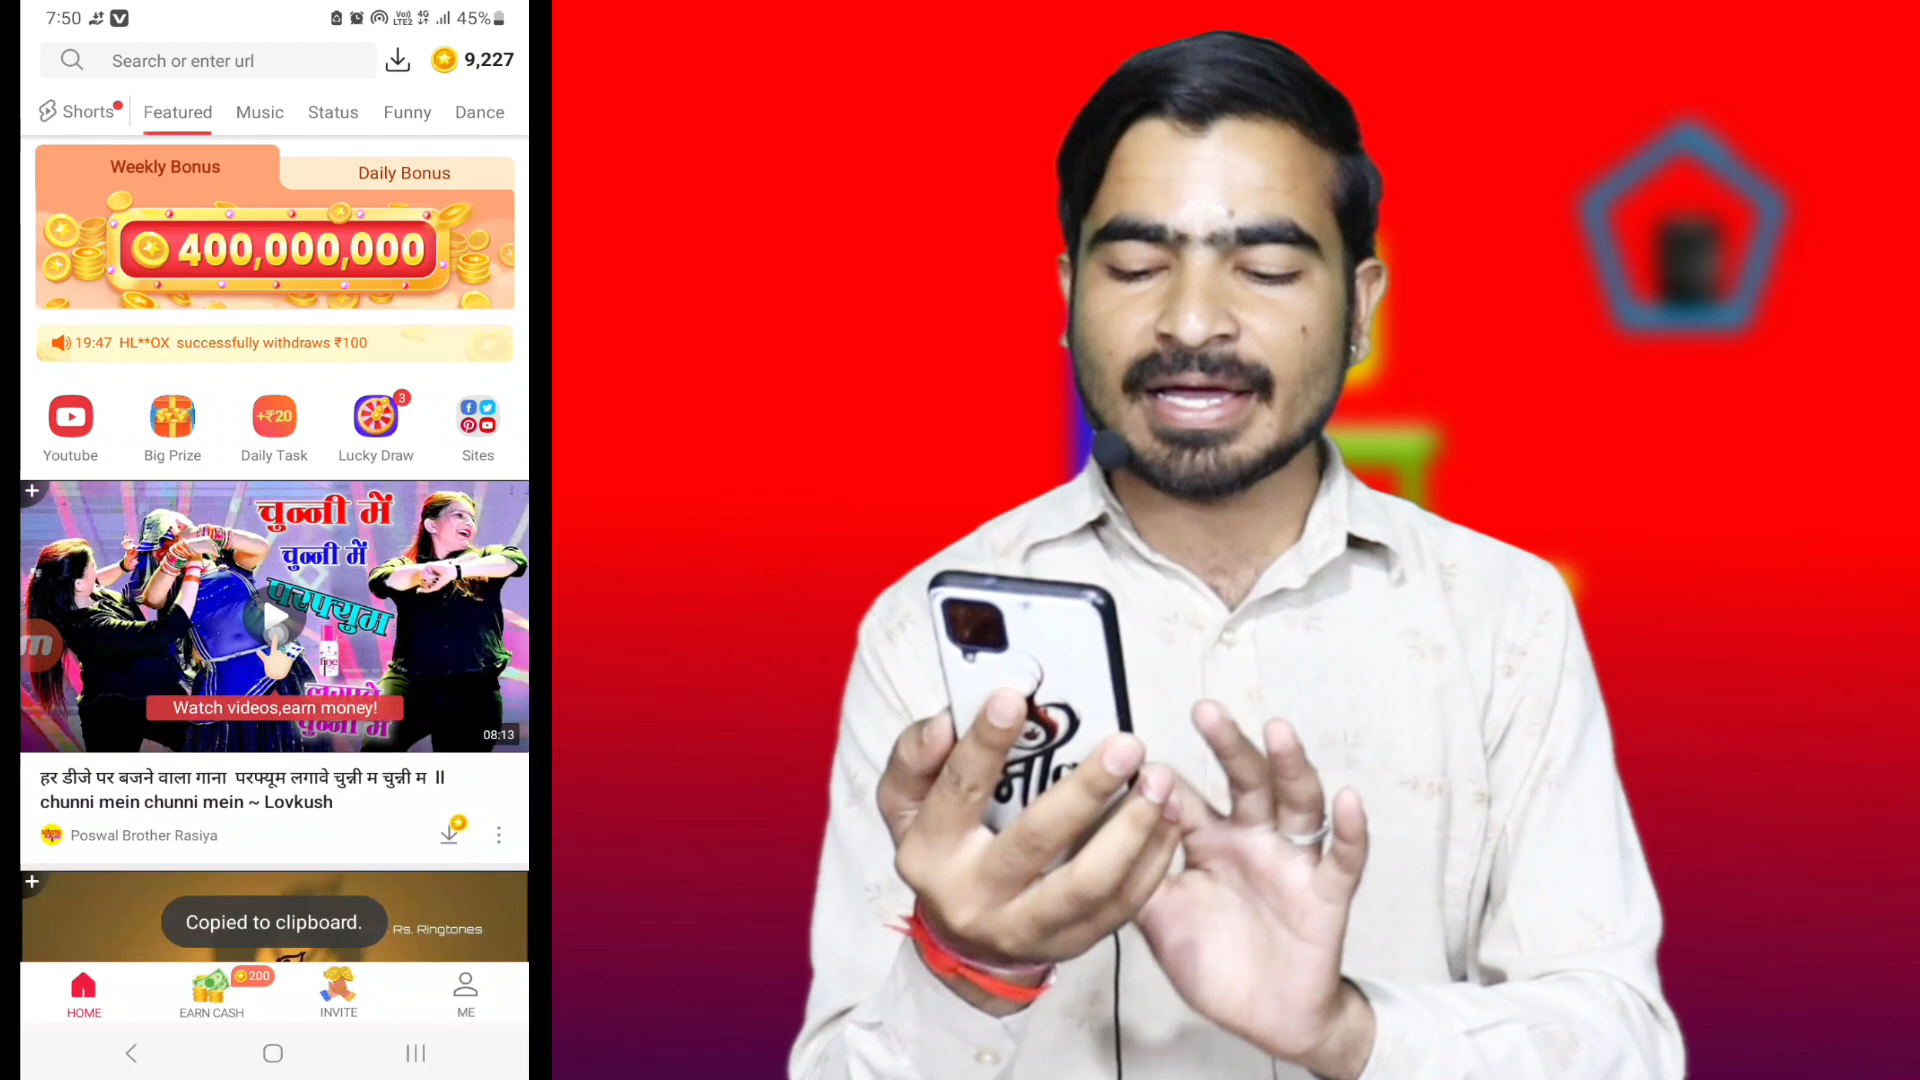 7:50
45%
Search or enter url
9,227
Shorts
Featured
Music
Status
Funny
Dance
Weekly Bonus
Daily Bonus
400,000,000
19:47 HL**OX successfully withdraws ₹100
+₹20
3
Youtube
Big Prize
Daily Task
Lucky Draw
Sites
चुन्नी में
चुन्नी में
परफ्युम
लगावे
चुन्नी म
Watch videos,earn money!
08:13
हर डीजे पर बजने वाला गाना परफ्यूम लगावे चुन्नी म चुन्नी म ॥
chunni mein chunni mein ~ Lovkush
Poswal Brother Rasiya
Copied to clipboard.
Rs. Ringtones
200
HOME
EARN CASH
INVITE
ME